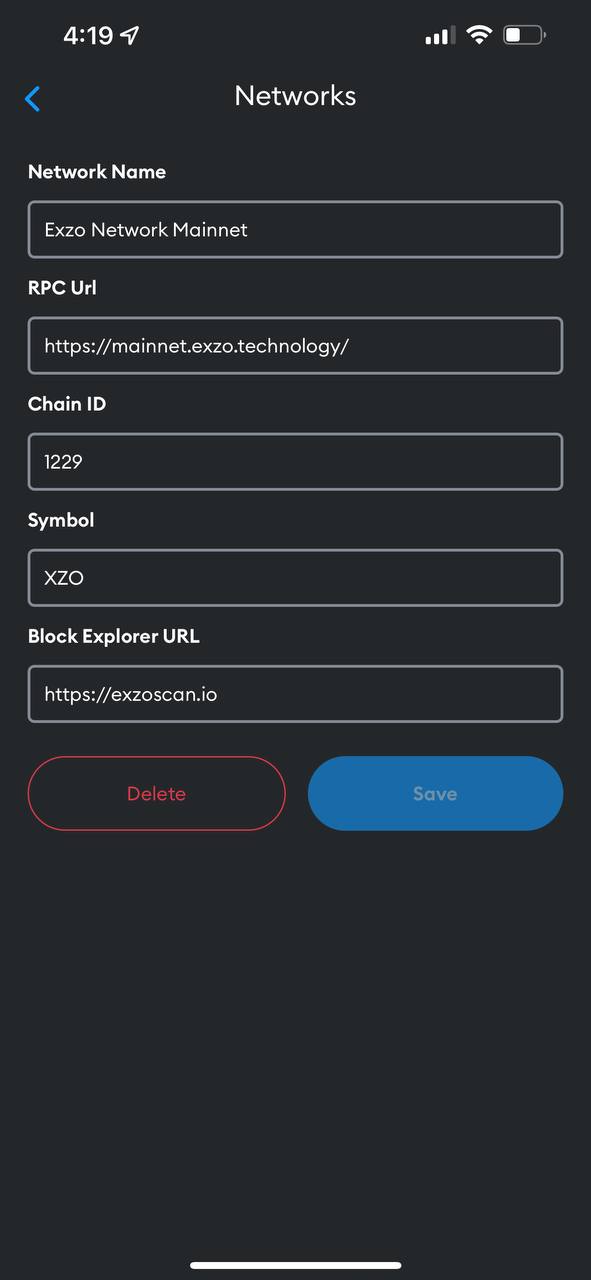 4:19
Networks
Network Name
Exzo Network Mainnet
RPC Url
https://mainnet.exzo.technology/
Chain ID
1229
Symbol
XZO
Block Explorer URL
https://exzoscan.io
Delete
Save